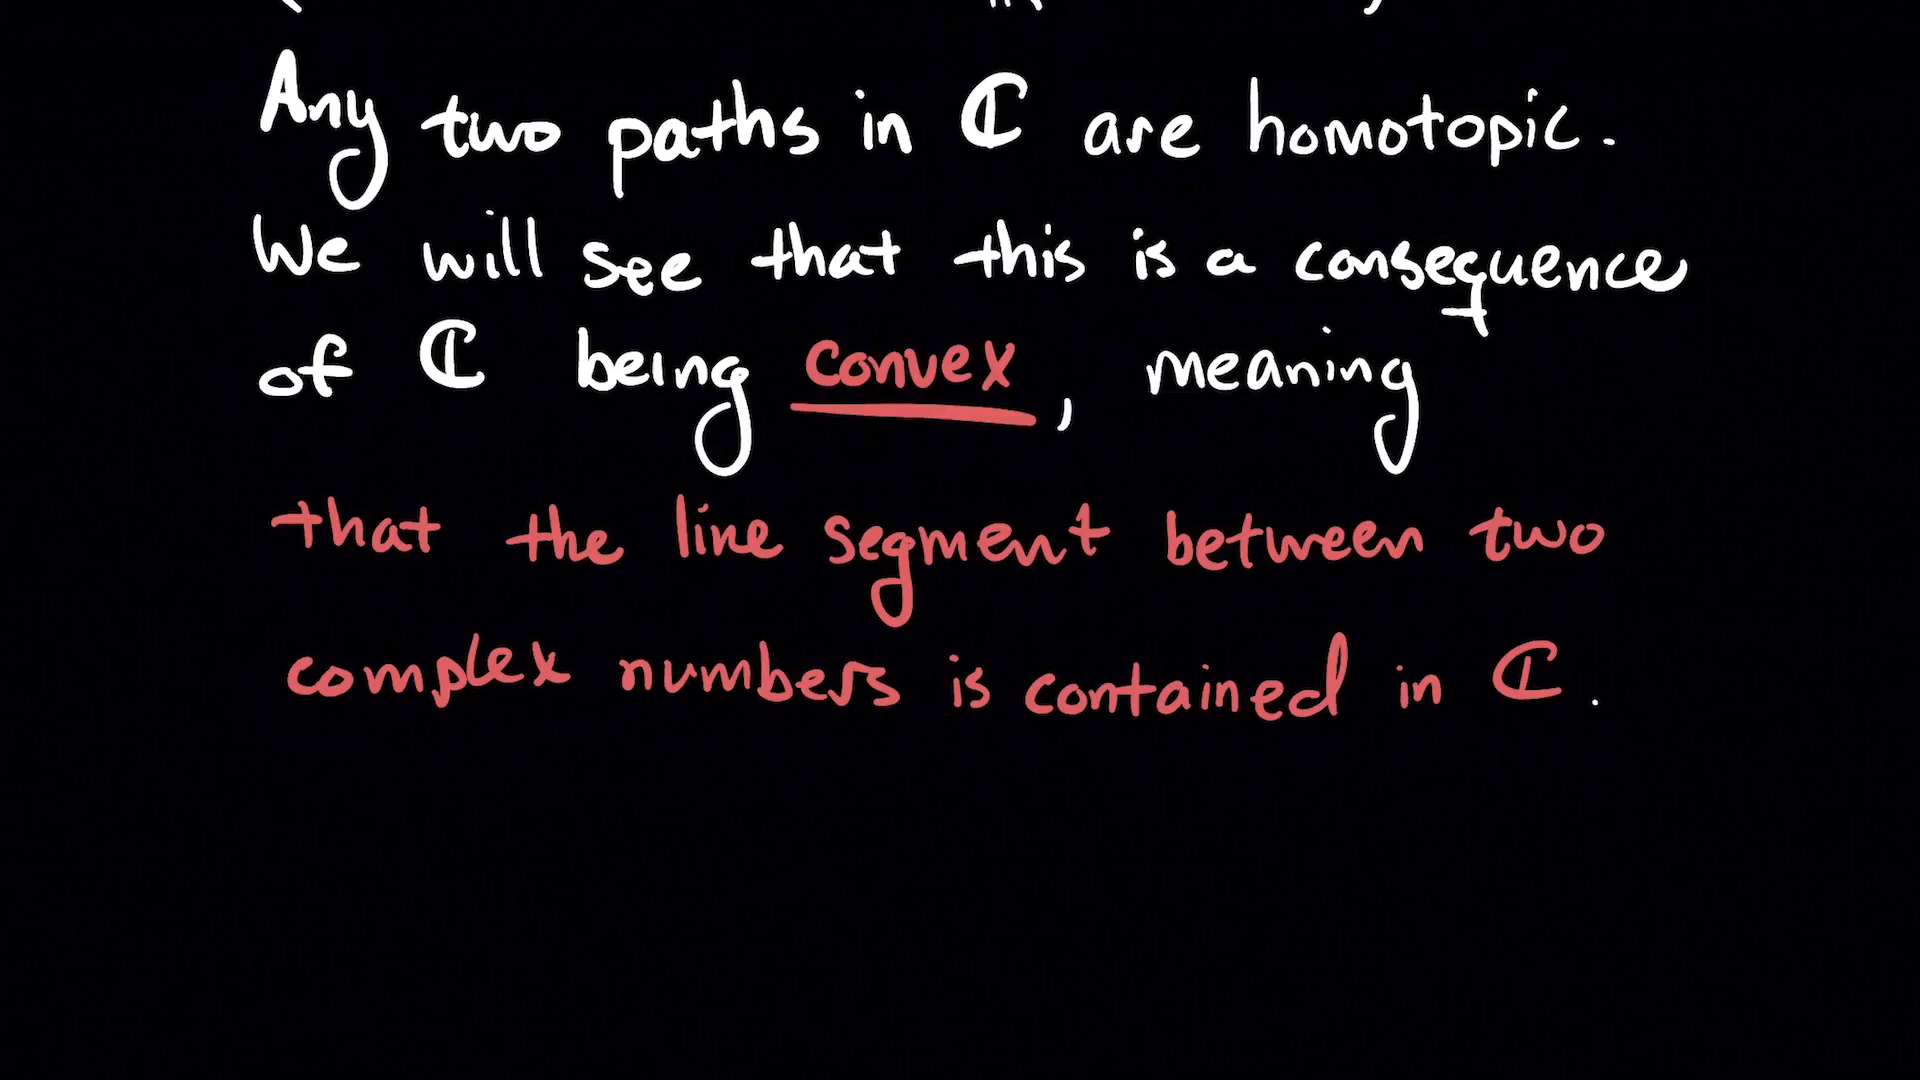 Any two paths in ℂ are homotopic.
We will see that this is a consequence
of ℂ being convex, meaning
that the line segment between two
complex numbers is contained in ℂ.